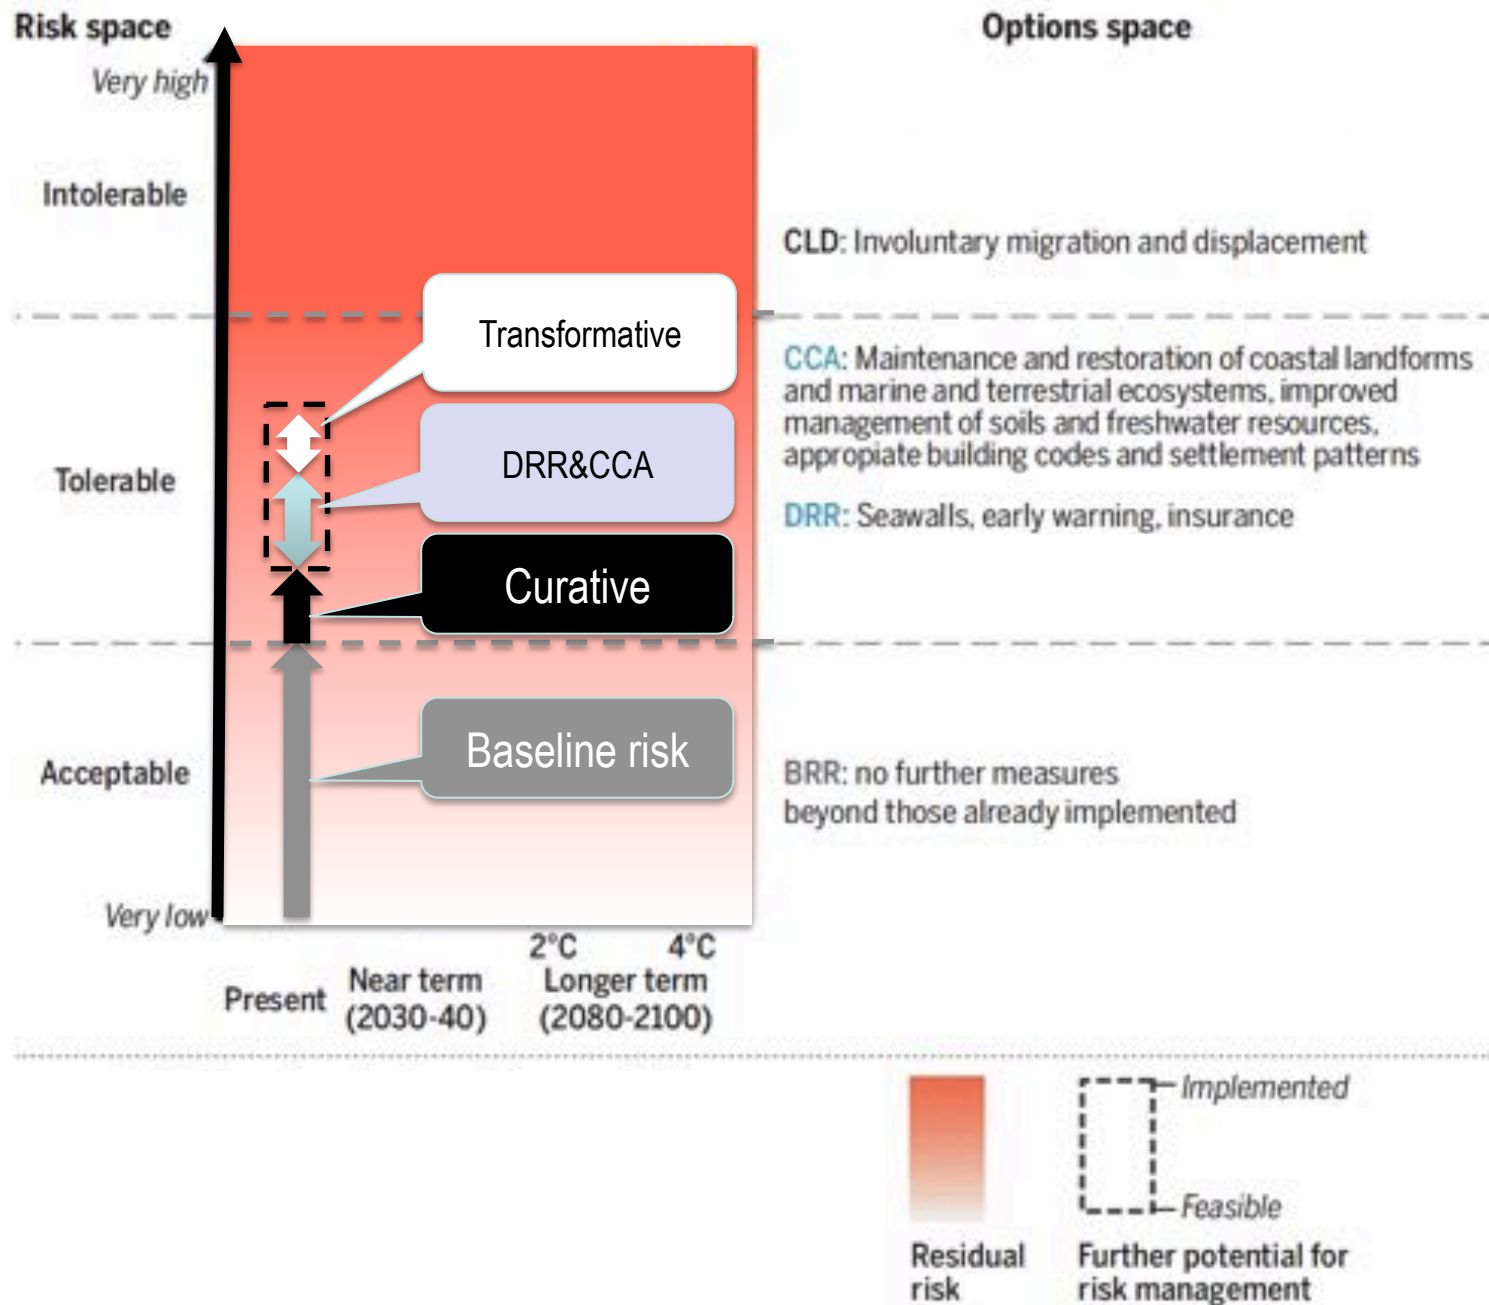 Risk space
Options space
Very high
Intolerable
CLD: Involuntary migration and displacement
Transformative
CCA: Maintenance and restoration of coastal landforms
and marine and terrestrial ecosystems, improved
management of soils and freshwater resources,
appropiate building codes and settlement patterns
DRR&CCA
Tolerable
DRR: Seawalls, early warning, insurance
Curative
Baseline risk
Acceptable
BRR: no further measures
beyond those already implemented
Very low
2°C 4°C
Present
Near term
(2030-40)
Longer term
(2080-2100)
Implemented
Feasible
Residual
risk
Further potential for
risk management